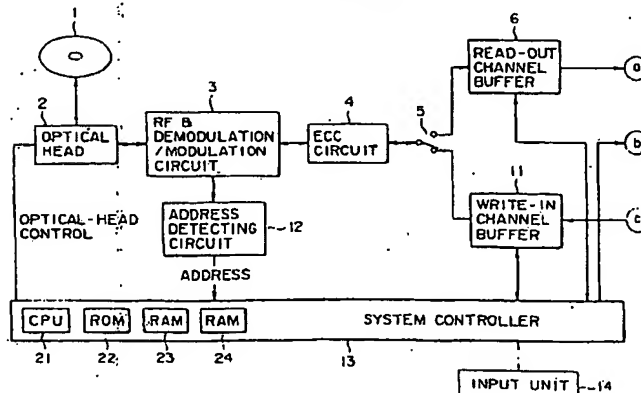 1
6
READ-OUT
CHANNEL
BUFFER
a
2
OPTICAL
HEAD
3
RF &
DEMODULATION
/MODULATION
CIRCUIT
4
ECC
CIRCUIT
5
b
11
WRITE-IN
CHANNEL
BUFFER
c
OPTICAL-HEAD
CONTROL
ADDRESS
DETECTING
CIRCUIT
12
ADDRESS
CPU
ROM
RAM
RAM
SYSTEM CONTROLLER
21
22
23
24
13
INPUT UNIT
14